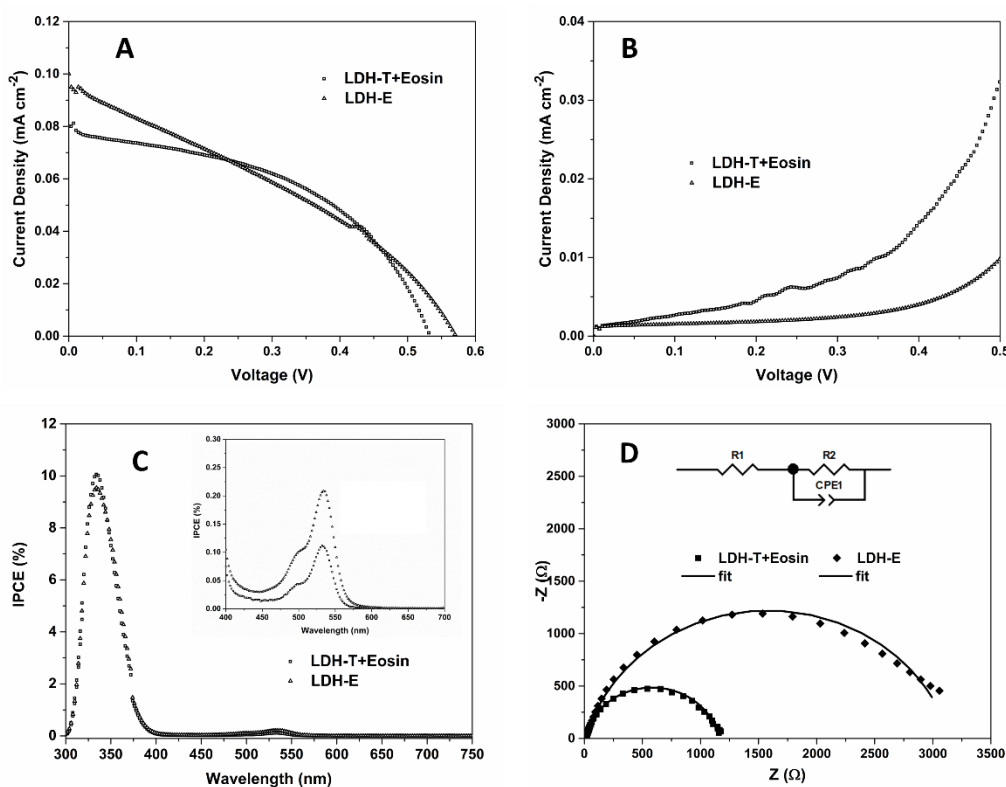 A
LDH-T+Eosin
LDH-E
0.12
0.10
0.08
0.06
0.04
0.02
0.00
0.0 0.1 0.2 0.3 0.4 0.5 0.6
Voltage (V)
Current Density (mA cm-2)
B
LDH-T+Eosin
LDH-E
0.04
0.03
0.02
0.01
0.00
0.0 0.1 0.2 0.3 0.4 0.5
Voltage (V)
Current Density (mA cm-2)
C
12
10
8
6
4
2
0
300 350 400 450 500 550 600 650 700 750
Wavelength (nm)
IPCE (%)
0.30
0.25
0.20
0.15
0.10
0.05
0.00
400 450 500 550 600 650 700
Wavelength (nm)
IPCE (%)
LDH-T+Eosin
LDH-E
D
R1 R2
CPE1
LDH-T+Eosin LDH-E
fit fit
3000
2500
2000
1500
1000
500
0
0 500 1000 1500 2000 2500 3000 3500
Z (Ω)
-Z (Ω)